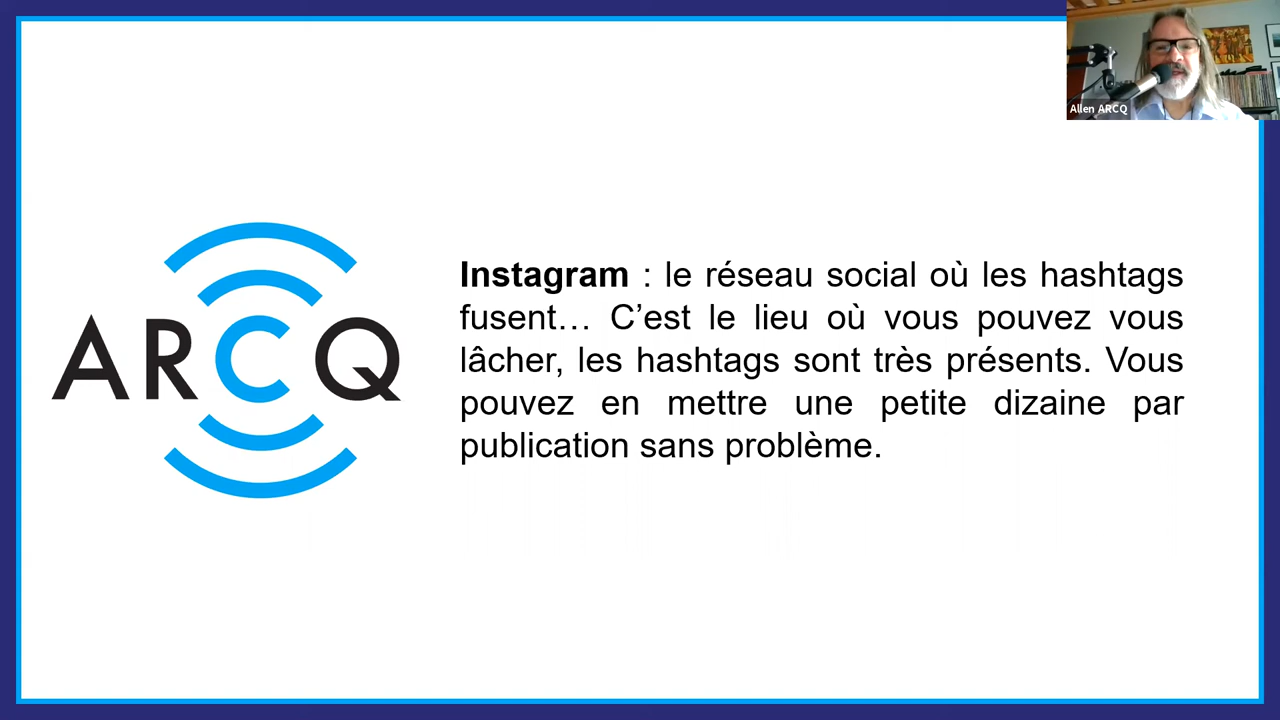 Allen ARCQ
ARCQ
Instagram : le réseau social où les hashtags
fusent… C’est le lieu où vous pouvez vous
lâcher, les hashtags sont très présents. Vous
pouvez en mettre une petite dizaine par
publication sans problème.